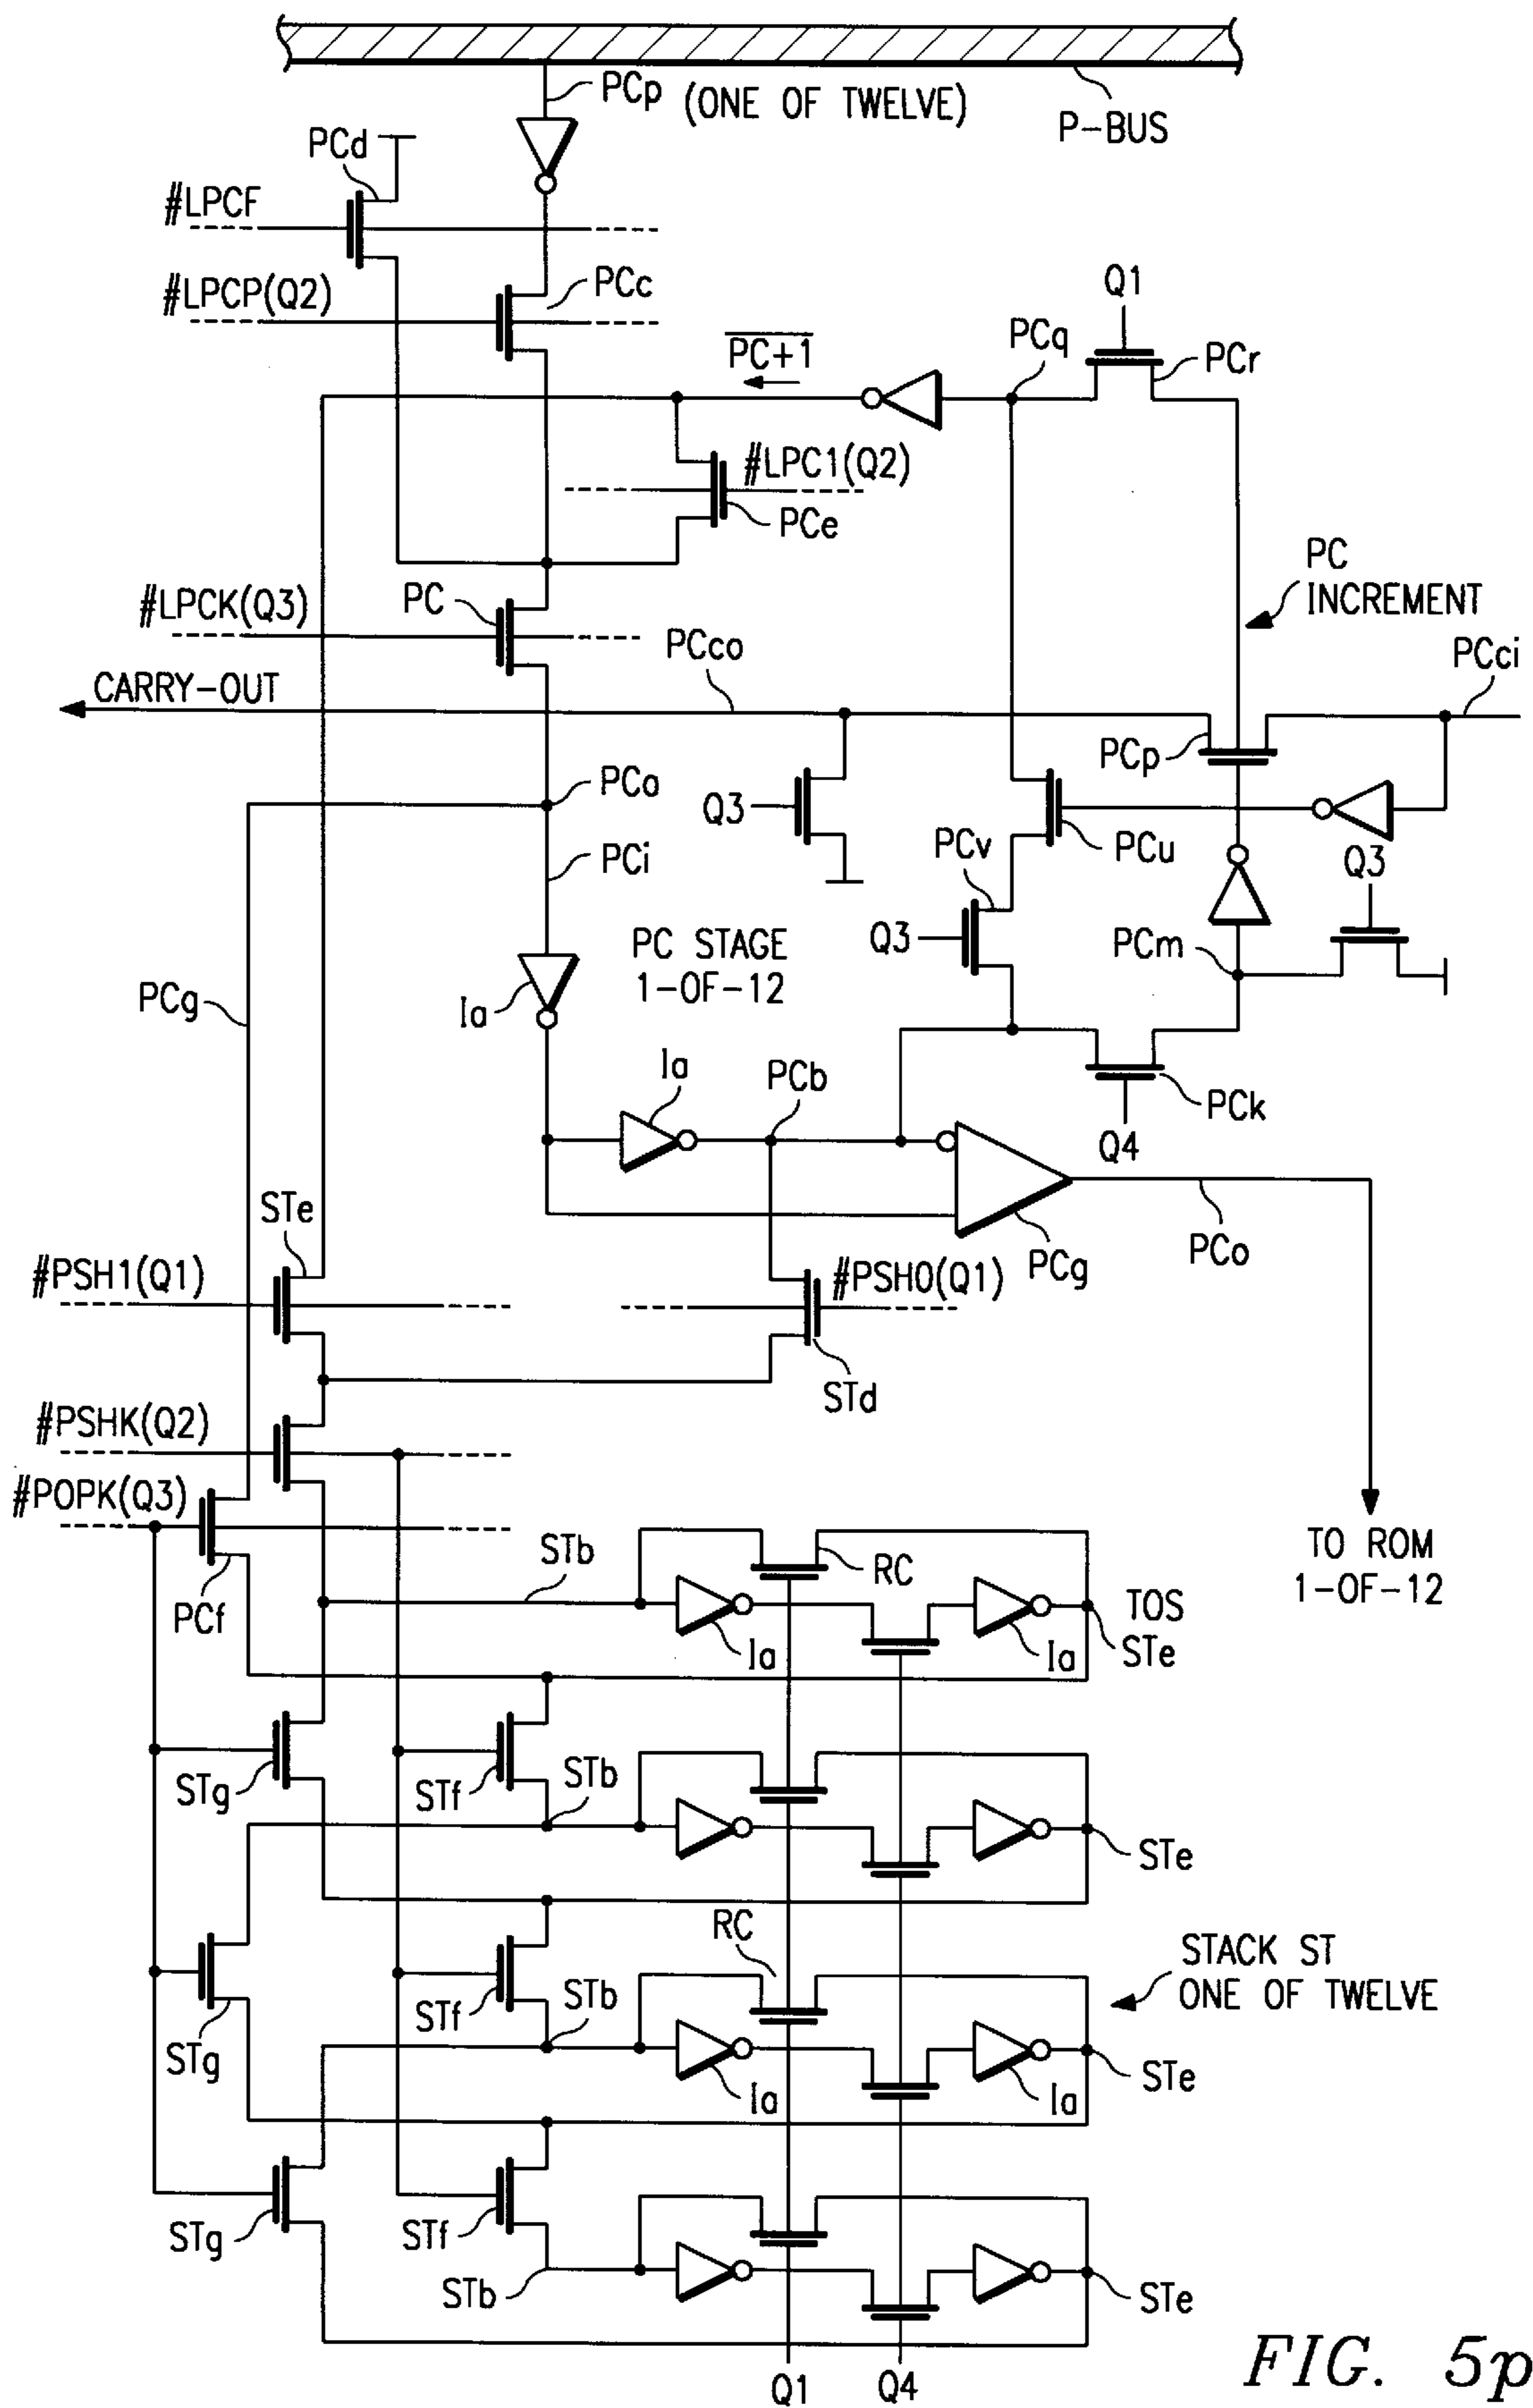 PCp (ONE OF TWELVE)
P-BUS
PCd
#LPCF
#LPCP(Q2)
PCc
Q1
PC+1
PCq
PCr
#LPC1(Q2)
PCe
#LPCK(Q3)
PC
PC
INCREMENT
PCco
PCci
CARRY-OUT
PCp
PCa
Q3
PCu
PCv
PCi
Q3
Q3
PC STAGE
1-OF-12
PCm
PCg
Ia
Ia
PCb
PCk
Q4
STe
#PSH1(Q1)
#PSH0(Q1)
PCg
PCo
STd
#PSHK(Q2)
#POPK(Q3)
STb
RC
TO ROM
1-OF-12
PCf
Ia
Ia
TOS
STe
STg
STf
STb
STe
RC
STACK ST
ONE OF TWELVE
STf
STb
STg
Ia
Ia
STe
STg
STf
STb
STe
Q1
Q4
FIG. 5p